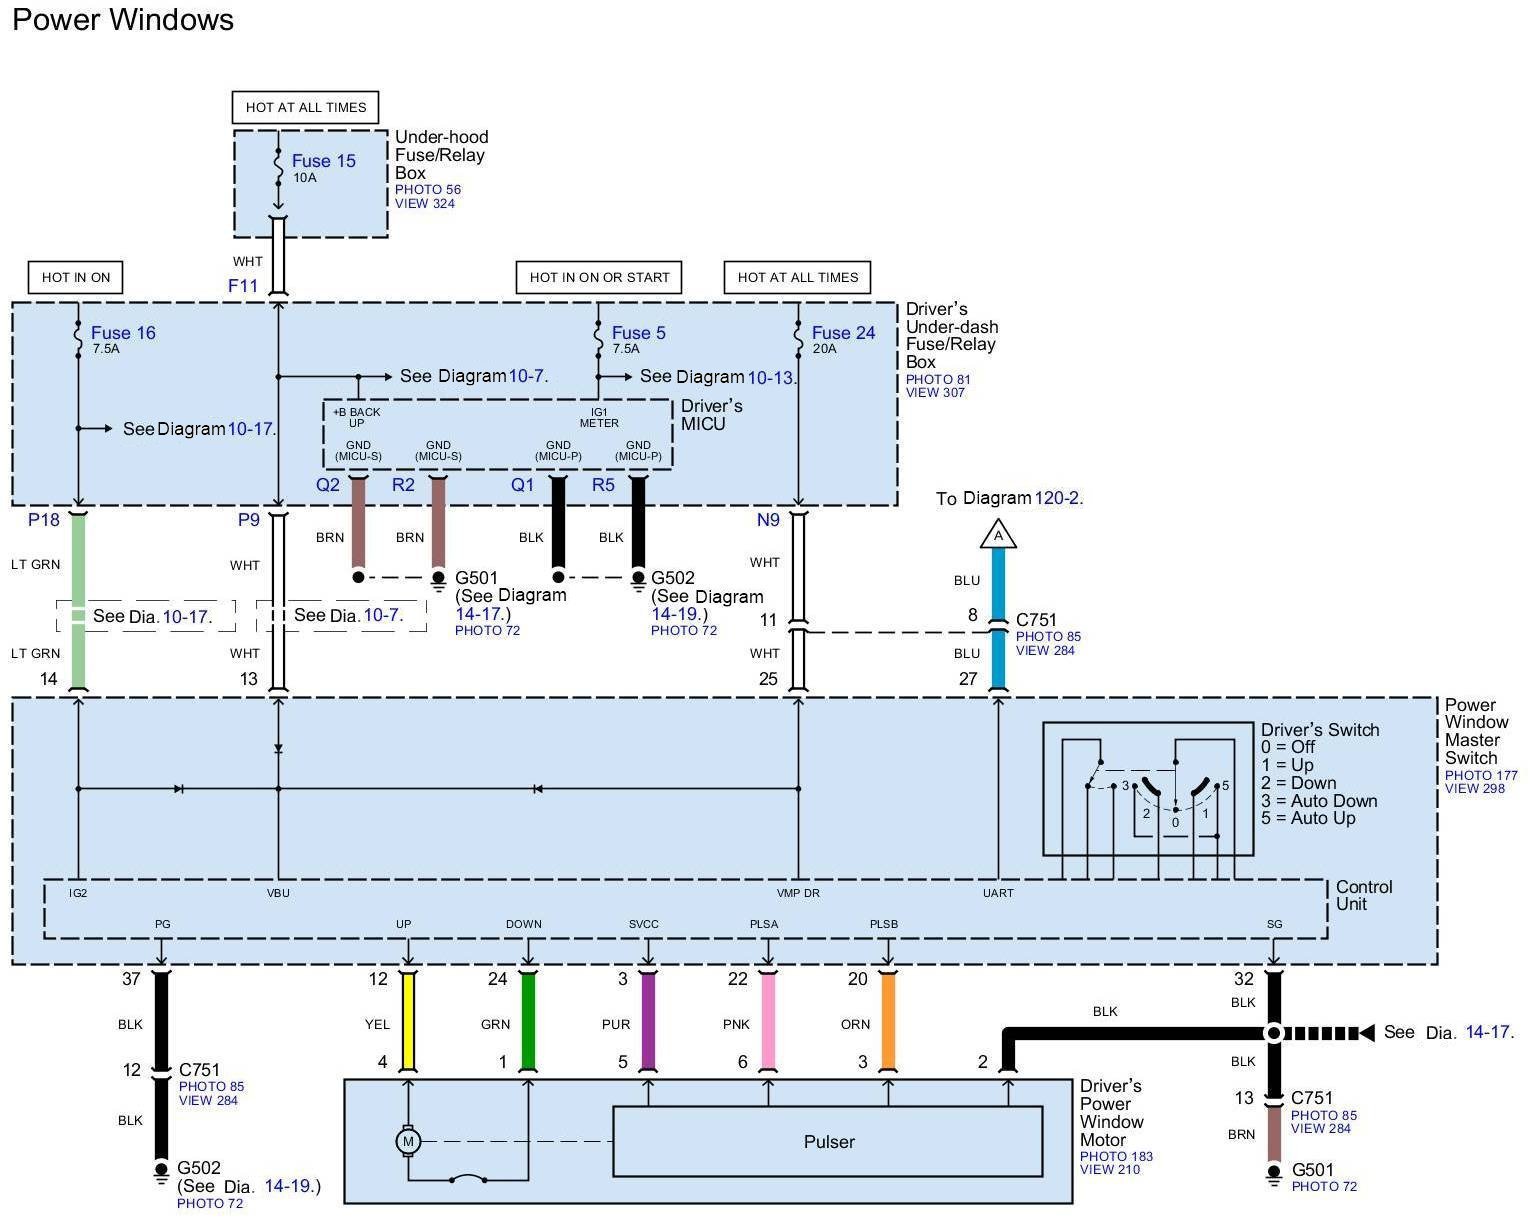 Power Windows
HOT AT ALL TIMES
Under-hood
Fuse/Relay
Box
PHOTO 56
VIEW 324
Fuse 15
10A
WHT
F11
HOT IN ON
HOT IN ON OR START
HOT AT ALL TIMES
Driver's
Under-dash
Fuse/Relay
Box
PHOTO 81
VIEW 307
Fuse 16
7.5A
Fuse 5
7.5A
Fuse 24
20A
See Diagram 10-7.
See Diagram 10-13.
See Diagram 10-17.
Driver's
MICU
+B BACK
UP
IG1
METER
GND
(MICU-S)
GND
(MICU-S)
GND
(MICU-P)
GND
(MICU-P)
Q2
R2
Q1
R5
To Diagram 120-2.
A
P18
P9
N9
LT GRN
WHT
BRN
BRN
BLK
BLK
WHT
BLU
G501
(See Diagram
14-17.)
PHOTO 72
G502
(See Diagram
14-19.)
PHOTO 72
See Dia. 10-17.
See Dia. 10-7.
11
8
C751
PHOTO 85
VIEW 284
LT GRN
WHT
WHT
BLU
14
13
25
27
Power
Window
Master
Switch
PHOTO 177
VIEW 298
Driver's Switch
0 = Off
1 = Up
2 = Down
3 = Auto Down
5 = Auto Up
3
5
2
0
1
IG2
VBU
VMP DR
UART
Control
Unit
PG
UP
DOWN
SVCC
PLSA
PLSB
SG
37
12
24
3
22
20
32
BLK
YEL
GRN
PUR
PNK
ORN
BLK
BLK
See Dia. 14-17.
12
C751
PHOTO 85
VIEW 284
BLK
G502
(See Dia. 14-19.)
PHOTO 72
4
1
5
6
3
2
BLK
13
C751
PHOTO 85
VIEW 284
BRN
G501
PHOTO 72
Driver's
Power
Window
Motor
PHOTO 183
VIEW 210
M
Pulser